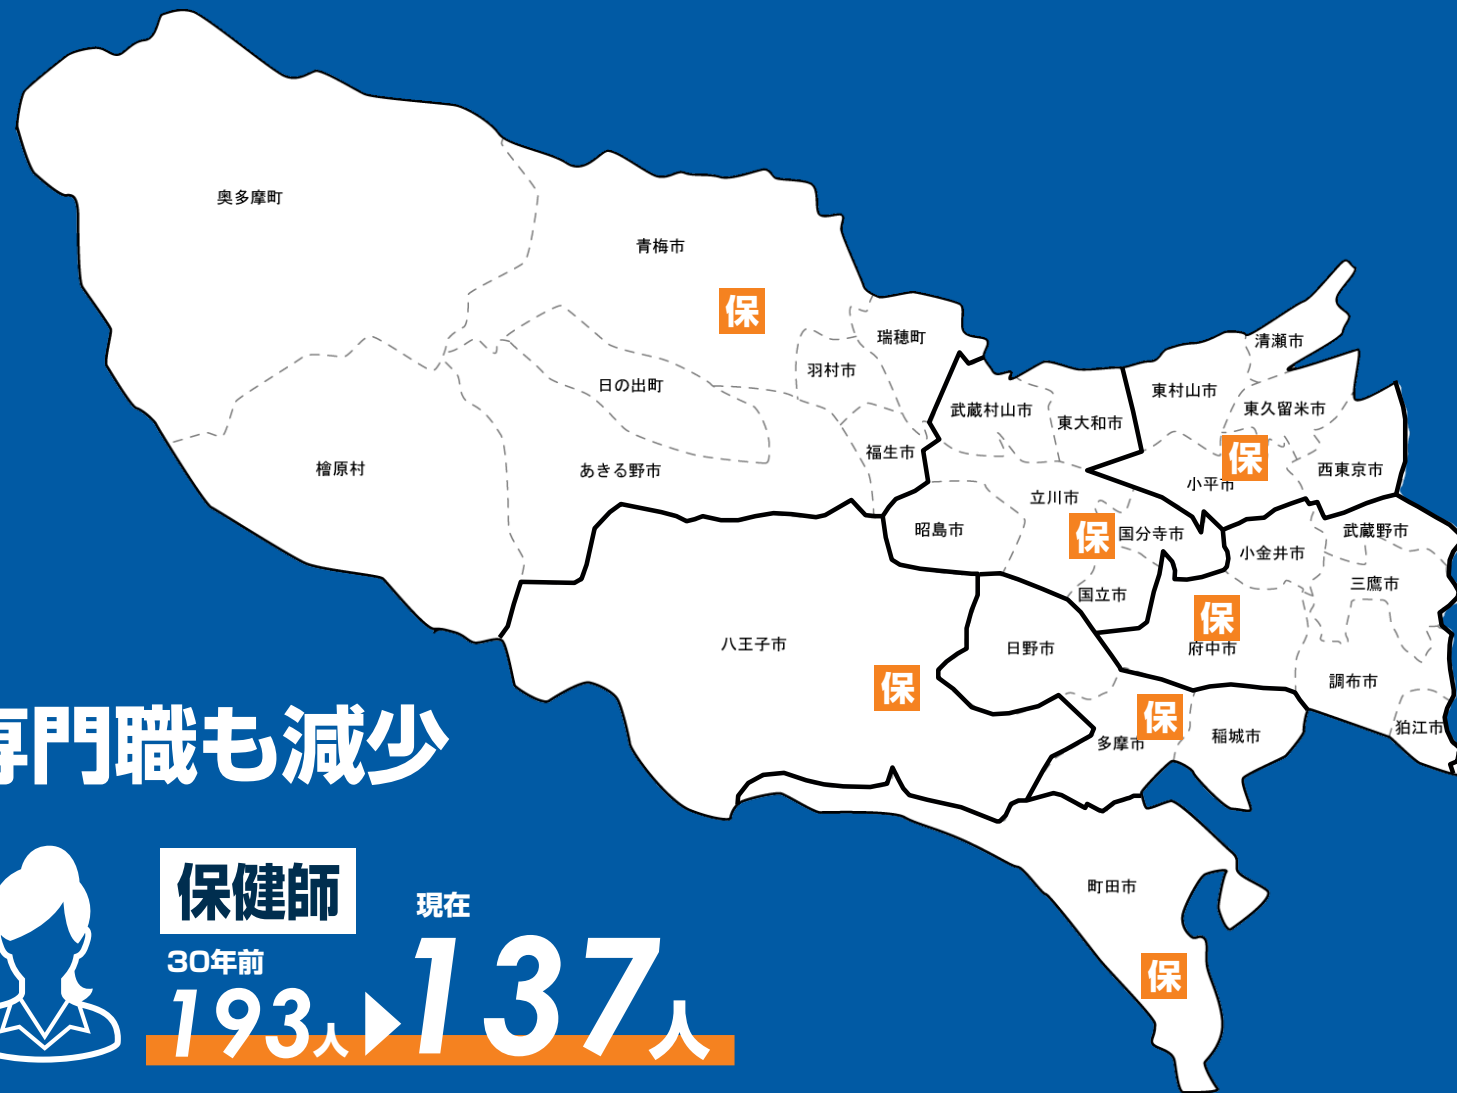 奥多摩町
青梅市
保
瑞穂町
羽村市
日の出町
福生市
あきる野市
檜原村
武蔵村山市
東大和市
清瀬市
東村山市
東久留米市
保
西東京市
小平市
立川市
昭島市
保
国分寺市
国立市
武蔵野市
小金井市
三鷹市
保
府中市
調布市
狛江市
八王子市
保
日野市
保
多摩市
稲城市
町田市
保
専門職も減少
保健師
30年前
193人
現在
137人